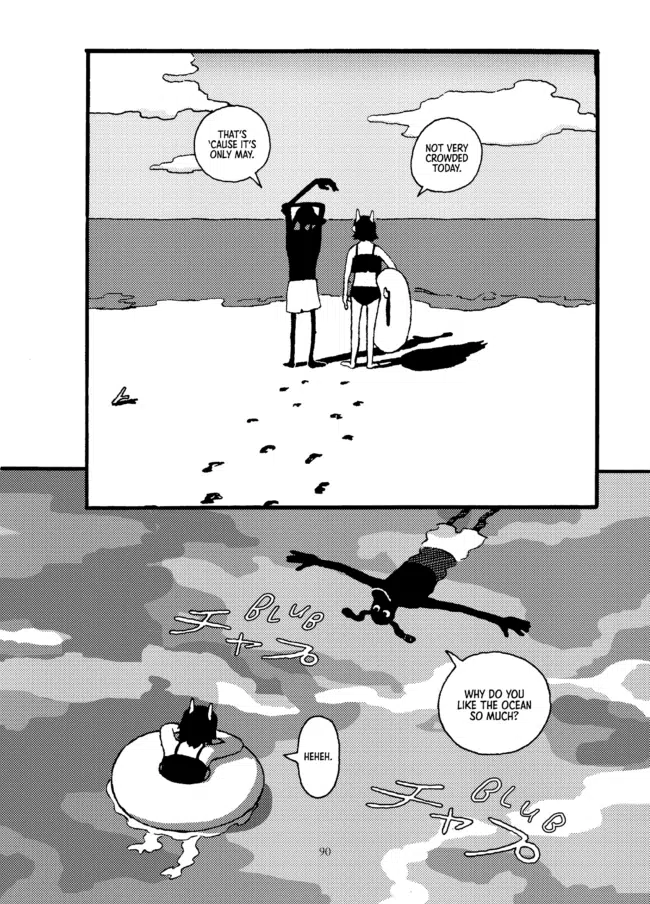 NOT VERY
CROWDED
TODAY.
THAT'S
'CAUSE IT'S
ONLY MAY.
BLUB
チャプ
WHY DO YOU
LIKE THE OCEAN
SO MUCH?
HEHEH.
BLUB
チャプ
90